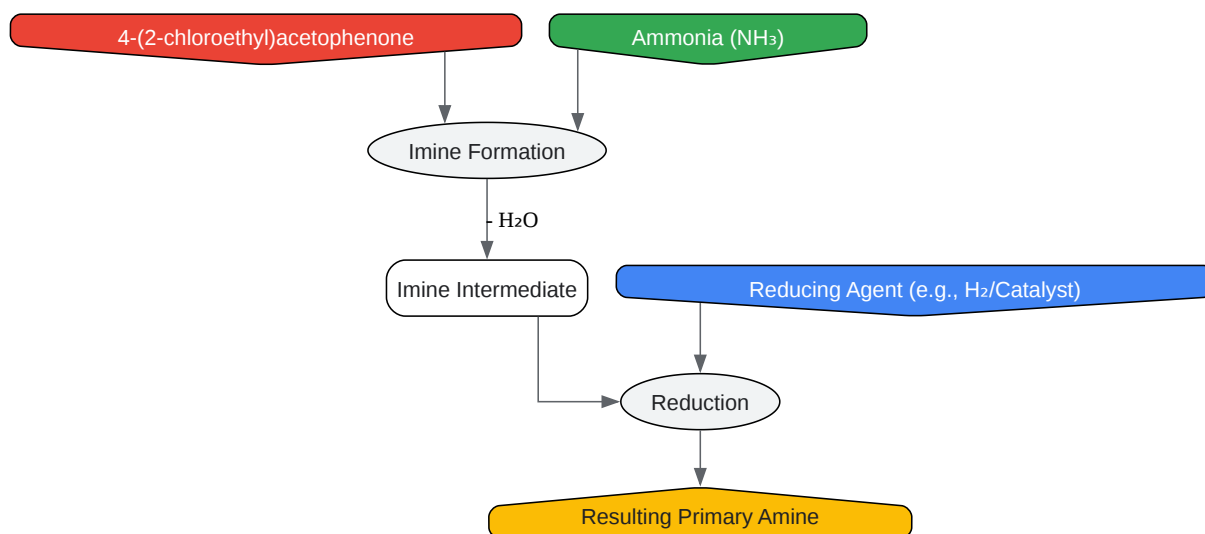 4-(2-chloroethyl)acetophenone
Ammonia (NH₃)
Imine Formation
- H₂O
Imine Intermediate
Reducing Agent (e.g., H₂/Catalyst)
Reduction
Resulting Primary Amine